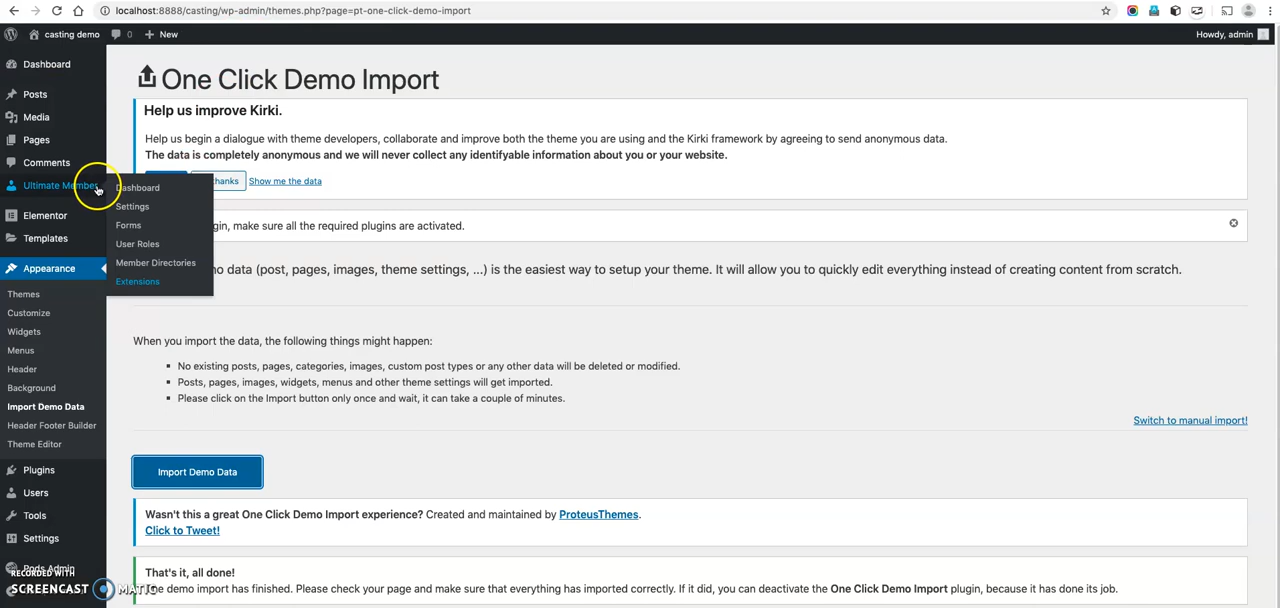 localhost:8888/casting/wp-admin/themes.php?page=pt-one-click-demo-import
casting demo 0 New
Howdy, admin
Dashboard
Posts
Media
Pages
Comments
Ultimate Member
Elementor
Templates
Appearance
Themes
Customize
Widgets
Menus
Header
Background
Import Demo Data
Header Footer Builder
Theme Editor
Plugins
Users
Tools
Settings
Pods Admin
Dashboard
Settings
Forms
User Roles
Member Directories
Extensions
One Click Demo Import
Help us improve Kirki.
Help us begin a dialogue with theme developers, collaborate and improve both the theme you are using and the Kirki framework by agreeing to send anonymous data.
The data is completely anonymous and we will never collect any identifyable information about you or your website.
hanks Show me the data
gin, make sure all the required plugins are activated.
no data (post, pages, images, theme settings, ...) is the easiest way to setup your theme. It will allow you to quickly edit everything instead of creating content from scratch.
When you import the data, the following things might happen:
No existing posts, pages, categories, images, custom post types or any other data will be deleted or modified.
Posts, pages, images, widgets, menus and other theme settings will get imported.
Please click on the Import button only once and wait, it can take a couple of minutes.
Switch to manual import!
Import Demo Data
Wasn't this a great One Click Demo Import experience? Created and maintained by ProteusThemes.
Click to Tweet!
That's it, all done!
The demo import has finished. Please check your page and make sure that everything has imported correctly. If it did, you can deactivate the One Click Demo Import plugin, because it has done its job.
RECORDED WITH
SCREENCAST MATIC